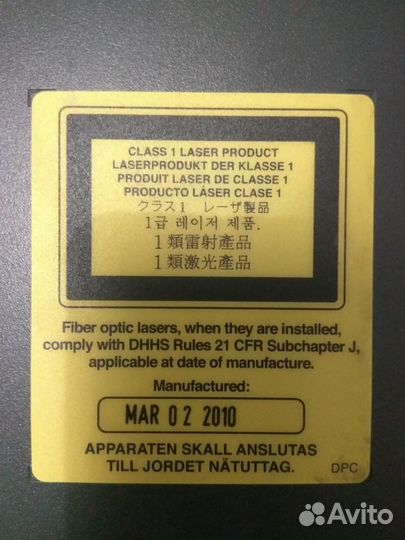 CLASS 1 LASER PRODUCT
LASERPRODUKT DER KLASSE 1
PRODUIT LASER DE CLASSE 1
PRODUCTO LÁSER CLASE 1
クラス1 レーザ製品
1급 레이저 제품.
1類雷射產品
1類激光產品
Fiber optic lasers, when they are installed,
comply with DHHS Rules 21 CFR Subchapter J,
applicable at date of manufacture.
Manufactured:
MAR 02 2010
APPARATEN SKALL ANSLUTAS
TILL JORDET NÄTUTTAG.
DPC
Avito